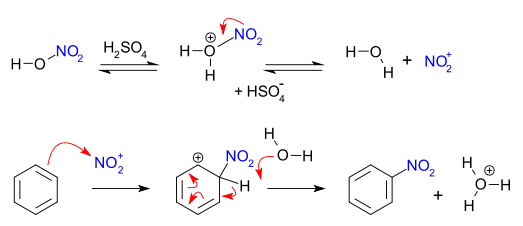 H–O–NO₂ H₂SO₄ H–O⊕–NO₂ H H–O H + NO₂⁺
+ HSO₄⁻
NO₂⁺ ⊕ NO₂ H H O–H NO₂ + H O⊕–H H